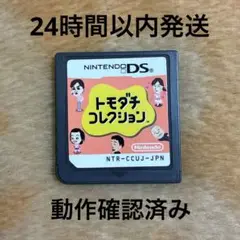 24時間以内発送
NINTENDO DS
トモダチ
コレクション
Nintendo
NTR-CCUJ-JPN
動作確認済み